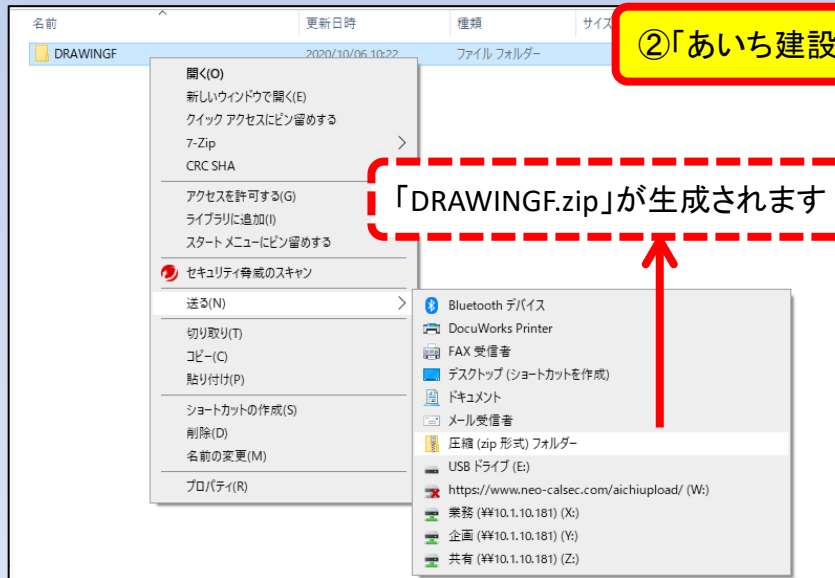 名前 更新日時 種類 サイズ
DRAWINGF 2020/10/06 10:22 ファイル フォルダー
②「あいち建設
開く(O)
新しいウィンドウで開く(E)
クイック アクセスにピン留めする
7-Zip
CRC SHA
アクセスを許可する(G)
ライブラリに追加(I)
スタート メニューにピン留めする
セキュリティ脅威のスキャン
送る(N)
切り取り(T)
コピー(C)
貼り付け(P)
ショートカットの作成(S)
削除(D)
名前の変更(M)
プロパティ(R)
「DRAWINGF.zip」が生成されます
Bluetooth デバイス
DocuWorks Printer
FAX 受信者
デスクトップ (ショートカットを作成)
ドキュメント
メール受信者
圧縮 (zip 形式) フォルダー
USB ドライブ (E:)
https://www.neo-calsec.com/aichiupload/ (W:)
業務 (¥¥10.1.10.181) (X:)
企画 (¥¥10.1.10.181) (Y:)
共有 (¥¥10.1.10.181) (Z:)